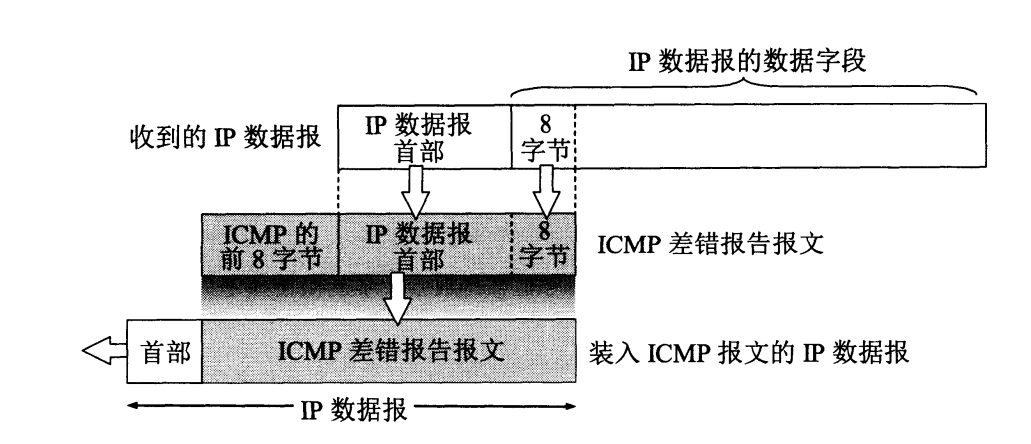 IP 数据报的数据字段
收到的 IP 数据报
IP 数据报
首部
8
字节
ICMP 的
前 8 字节
IP 数据报
首部
8
字节
ICMP 差错报告报文
首部
ICMP 差错报告报文
装入 ICMP 报文的 IP 数据报
IP 数据报